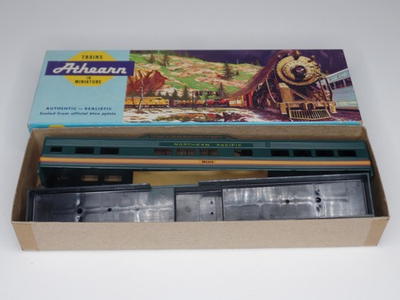 TRAINS
Athearn
IN
MINIATURE
AUTHENTIC — REALISTIC
Scaled from official blue prints
NORTHERN PACIFIC